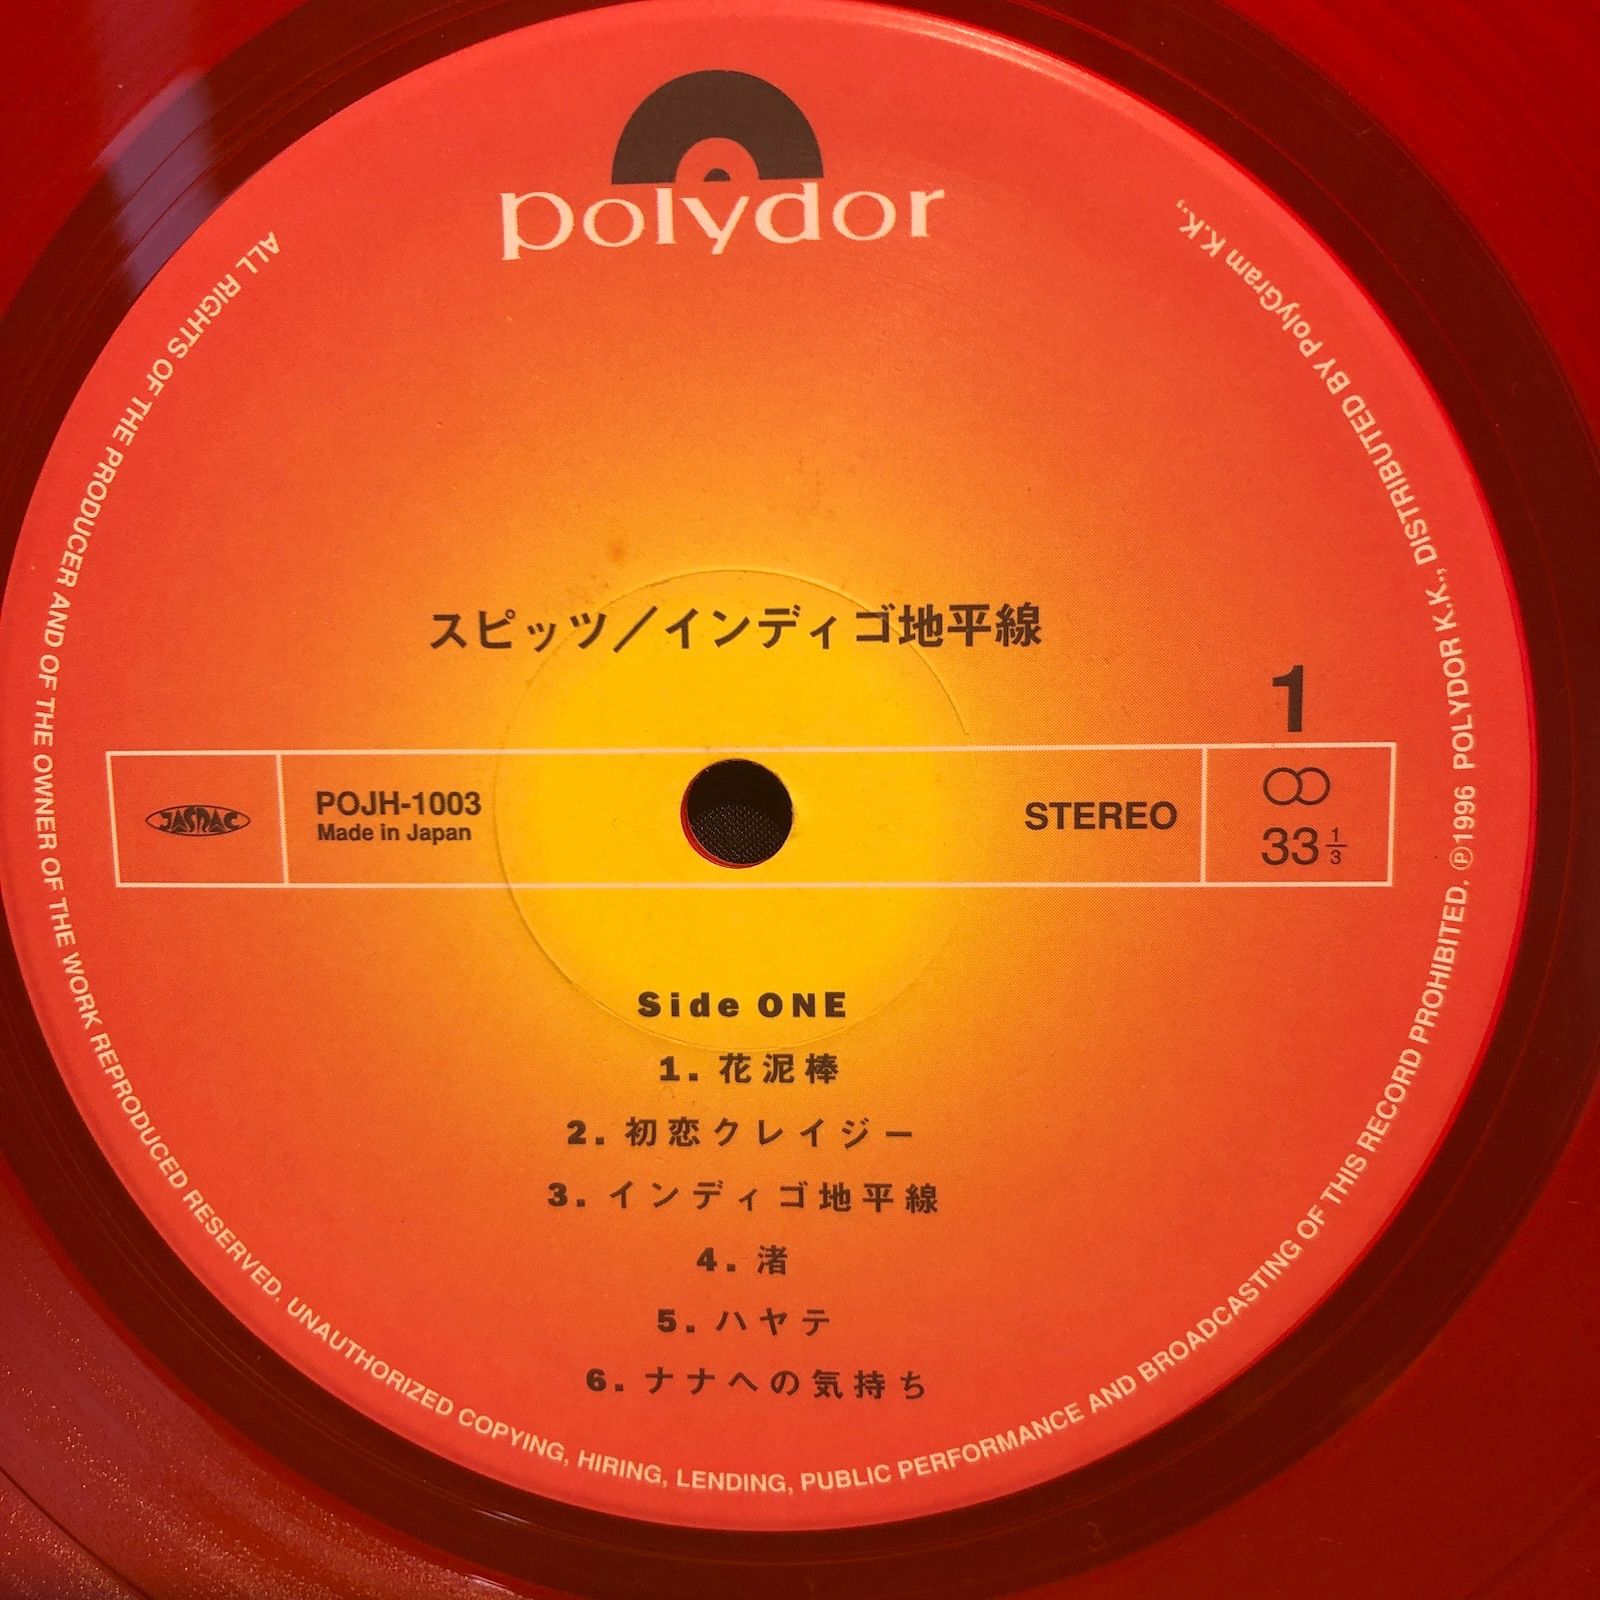 polydor
スピッツ／インディゴ地平線
1
JASRAC
POJH-1003
Made in Japan
STEREO
33 1/3
Side ONE
1. 花泥棒
2. 初恋クレイジー
3. インディゴ地平線
4. 渚
5. ハヤテ
6. ナナへの気持ち
ALL RIGHTS OF THE PRODUCER AND OF THE OWNER OF THE WORK REPRODUCED RESERVED. UNAUTHORIZED COPYING, HIRING, LENDING, PUBLIC PERFORMANCE AND BROADCASTING OF THIS RECORD PROHIBITED. ℗1996 POLYDOR K.K., DISTRIBUTED BY PolyGram K.K.,